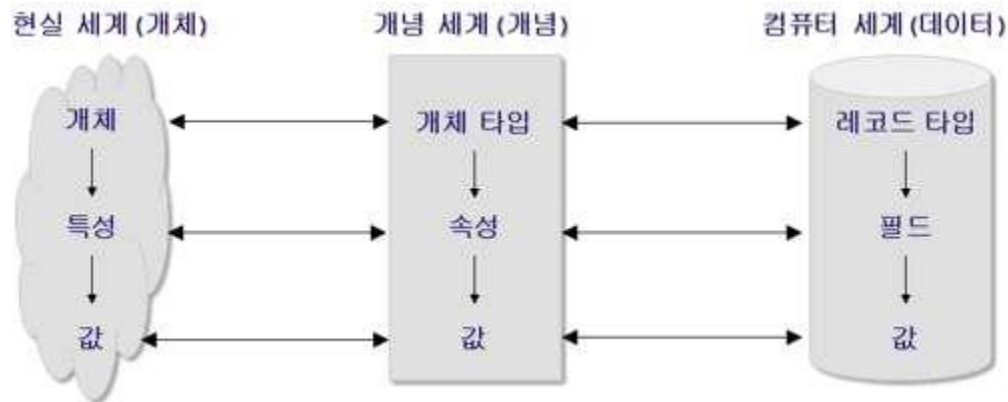 현실 세계(개체) 개념 세계(개념) 컴퓨터 세계(데이터)
개체 개체 타입 레코드 타입
특성 속성 필드
값 값 값